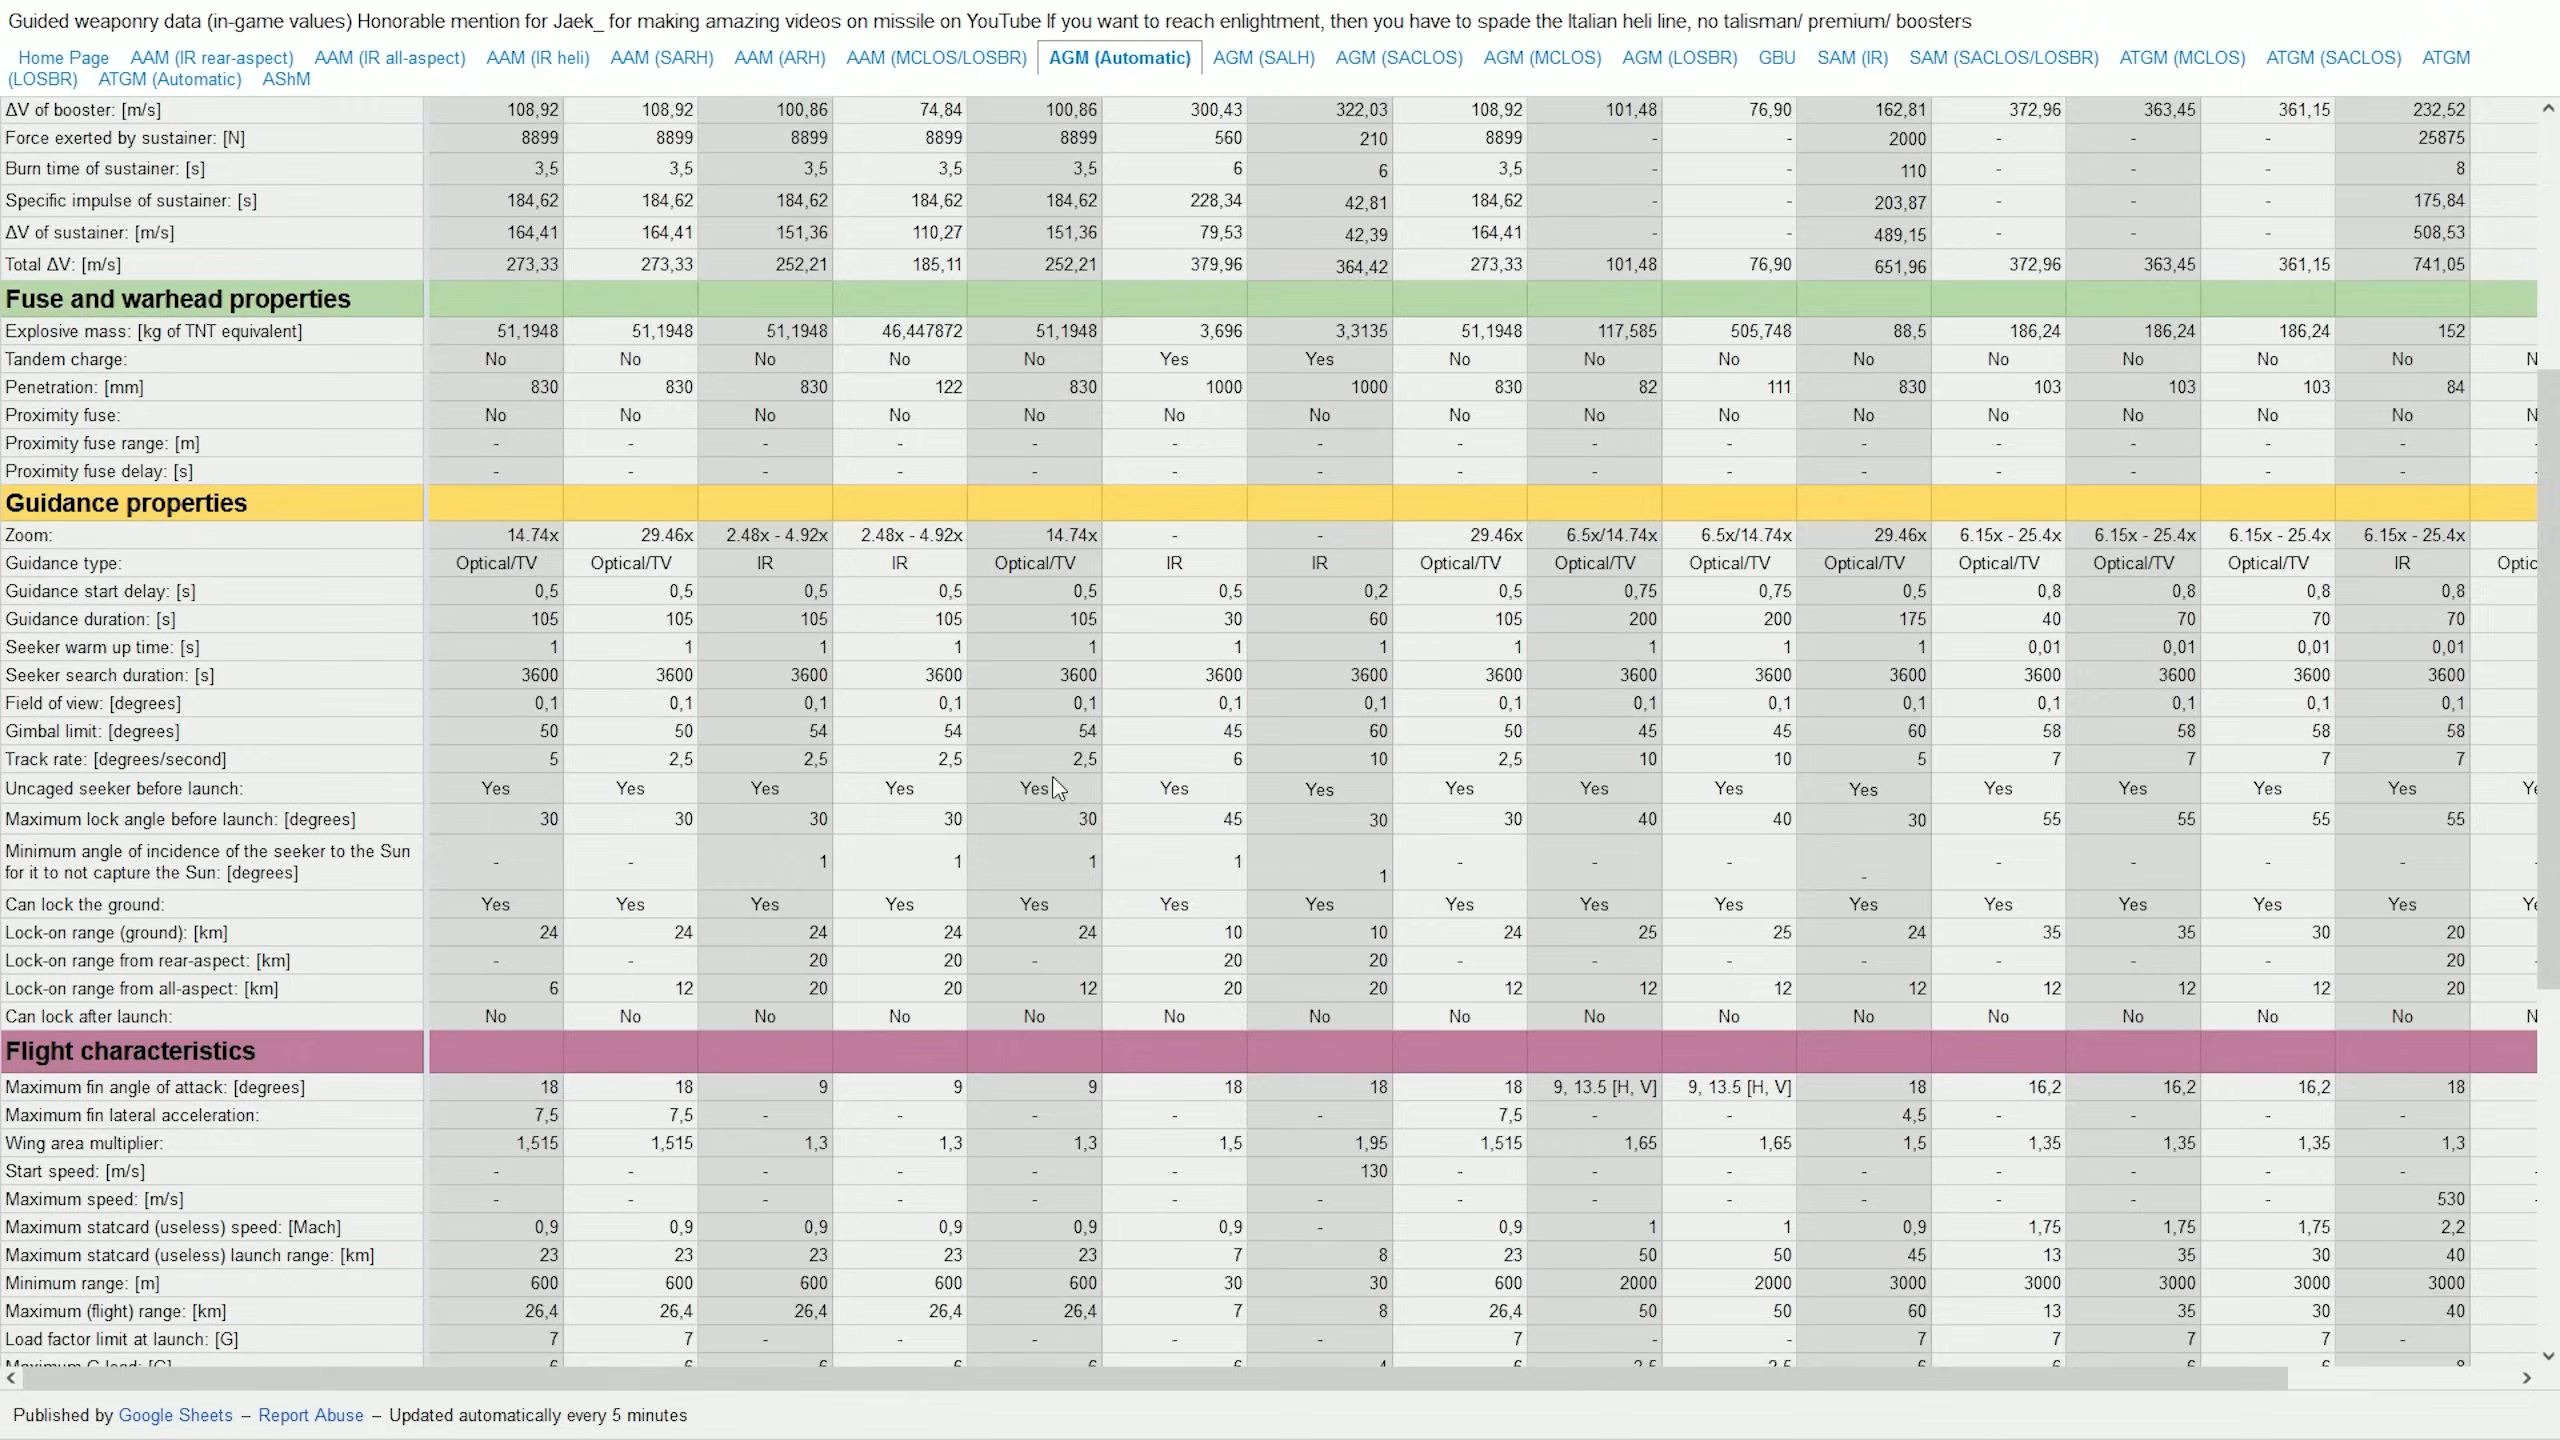 Guided weaponry data (in-game values) Honorable mention for Jaek_ for making amazing videos on missile on YouTube If you want to reach enlightment, then you have to spade the Italian heli line, no talisman/ premium/ boosters
Home Page AAM (IR rear-aspect) AAM (IR all-aspect) AAM (IR heli) AAM (SARH) AAM (ARH) AAM (MCLOS/LOSBR) AGM (Automatic) AGM (SALH) AGM (SACLOS) AGM (MCLOS) AGM (LOSBR) GBU SAM (IR) SAM (SACLOS/LOSBR) ATGM (MCLOS) ATGM (SACLOS) ATGM
(LOSBR) ATGM (Automatic) AShM
ΔV of booster: [m/s] 108,92 108,92 100,86 74,84 100,86 300,43 322,03 108,92 101,48 76,90 162,81 372,96 363,45 361,15 232,52
Force exerted by sustainer: [N] 8899 8899 8899 8899 8899 560 210 8899 - - 2000 - - - 25875
Burn time of sustainer: [s] 3,5 3,5 3,5 3,5 3,5 6 6 3,5 - - 110 - - - 8
Specific impulse of sustainer: [s] 184,62 184,62 184,62 184,62 184,62 228,34 42,81 184,62 - - 203,87 - - - 175,84
ΔV of sustainer: [m/s] 164,41 164,41 151,36 110,27 151,36 79,53 42,39 164,41 - - 489,15 - - - 508,53
Total ΔV: [m/s] 273,33 273,33 252,21 185,11 252,21 379,96 364,42 273,33 101,48 76,90 651,96 372,96 363,45 361,15 741,05
Fuse and warhead properties
Explosive mass: [kg of TNT equivalent] 51,1948 51,1948 51,1948 46,447872 51,1948 3,696 3,3135 51,1948 117,585 505,748 88,5 186,24 186,24 186,24 152
Tandem charge: No No No No No Yes Yes No No No No No No No No N
Penetration: [mm] 830 830 830 122 830 1000 1000 830 82 111 830 103 103 103 84
Proximity fuse: No No No No No No No No No No No No No No No N
Proximity fuse range: [m] - - - - - - - - - - - - - - - -
Proximity fuse delay: [s] - - - - - - - - - - - - - - - -
Guidance properties
Zoom: 14.74x 29.46x 2.48x - 4.92x 2.48x - 4.92x 14.74x - - 29.46x 6.5x/14.74x 6.5x/14.74x 29.46x 6.15x - 25.4x 6.15x - 25.4x 6.15x - 25.4x 6.15x - 25.4x
Guidance type: Optical/TV Optical/TV IR IR Optical/TV IR IR Optical/TV Optical/TV Optical/TV Optical/TV Optical/TV Optical/TV Optical/TV IR Optic
Guidance start delay: [s] 0,5 0,5 0,5 0,5 0,5 0,5 0,2 0,5 0,75 0,75 0,5 0,8 0,8 0,8 0,8
Guidance duration: [s] 105 105 105 105 105 30 60 105 200 200 175 40 70 70 70
Seeker warm up time: [s] 1 1 1 1 1 1 1 1 1 1 1 0,01 0,01 0,01 0,01
Seeker search duration: [s] 3600 3600 3600 3600 3600 3600 3600 3600 3600 3600 3600 3600 3600 3600 3600
Field of view: [degrees] 0,1 0,1 0,1 0,1 0,1 0,1 0,1 0,1 0,1 0,1 0,1 0,1 0,1 0,1 0,1
Gimbal limit: [degrees] 50 50 54 54 54 45 60 50 45 45 60 58 58 58 58
Track rate: [degrees/second] 5 2,5 2,5 2,5 2,5 6 10 2,5 10 10 5 7 7 7 7
Uncaged seeker before launch: Yes Yes Yes Yes Yes Yes Yes Yes Yes Yes Yes Yes Yes Yes Yes Ye
Maximum lock angle before launch: [degrees] 30 30 30 30 30 45 30 30 40 40 30 55 55 55 55
Minimum angle of incidence of the seeker to the Sun
for it to not capture the Sun: [degrees] - - 1 1 1 1 1 - - - - - - - -
Can lock the ground: Yes Yes Yes Yes Yes Yes Yes Yes Yes Yes Yes Yes Yes Yes Yes Ye
Lock-on range (ground): [km] 24 24 24 24 24 10 10 24 25 25 24 35 35 30 20
Lock-on range from rear-aspect: [km] - - 20 20 - 20 20 - - - - - - - 20 -
Lock-on range from all-aspect: [km] 6 12 20 20 12 20 20 12 12 12 12 12 12 12 20
Can lock after launch: No No No No No No No No No No No No No No No N
Flight characteristics
Maximum fin angle of attack: [degrees] 18 18 9 9 9 18 18 18 9, 13.5 [H, V] 9, 13.5 [H, V] 18 16,2 16,2 16,2 18
Maximum fin lateral acceleration: 7,5 7,5 - - - - - 7,5 - - 4,5 - - - -
Wing area multiplier: 1,515 1,515 1,3 1,3 1,3 1,5 1,95 1,515 1,65 1,65 1,5 1,35 1,35 1,35 1,3
Start speed: [m/s] - - - - - - 130 - - - - - - - - -
Maximum speed: [m/s] - - - - - - - - - - - - - - 530 -
Maximum statcard (useless) speed: [Mach] 0,9 0,9 0,9 0,9 0,9 0,9 - 0,9 1 1 0,9 1,75 1,75 1,75 2,2
Maximum statcard (useless) launch range: [km] 23 23 23 23 23 7 8 23 50 50 45 13 35 30 40
Minimum range: [m] 600 600 600 600 600 30 30 600 2000 2000 3000 3000 3000 3000 3000
Maximum (flight) range: [km] 26,4 26,4 26,4 26,4 26,4 7 8 26,4 50 50 60 13 35 30 40
Load factor limit at launch: [G] 7 7 - - - - - 7 - - 7 7 7 7 -
Published by Google Sheets – Report Abuse – Updated automatically every 5 minutes